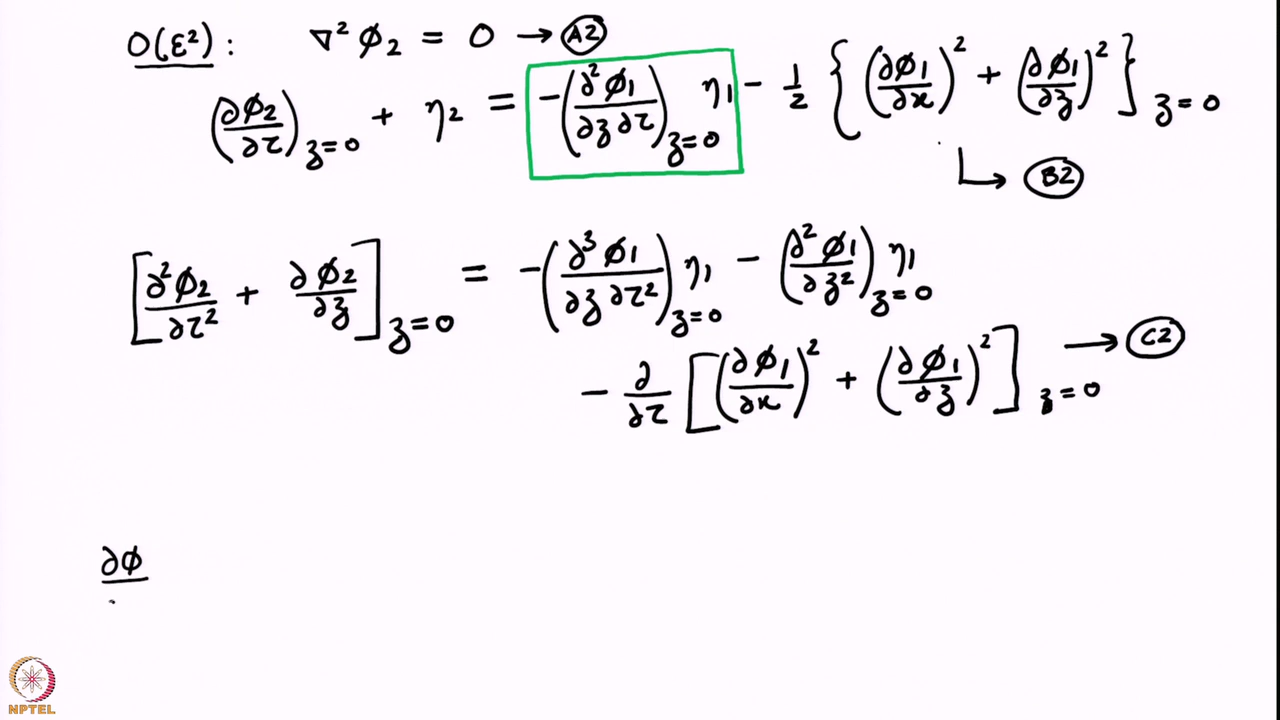 O(ε²): ∇²φ₂ = 0 → (A2)
(∂φ₂/∂τ)_{z=0} + η₂ = -(∂²φ₁/∂z∂τ)_{z=0} η₁ - 1/2 {(∂φ₁/∂x)² + (∂φ₁/∂z)²}_{z=0}
→ (B2)
[∂²φ₂/∂τ² + ∂φ₂/∂z]_{z=0} = -(∂³φ₁/∂z∂τ²)_{z=0} η₁ - (∂²φ₁/∂z²)_{z=0} η₁
- ∂/∂τ [(∂φ₁/∂x)² + (∂φ₁/∂z)²]_{z=0} → (C2)
∂φ
NPTEL